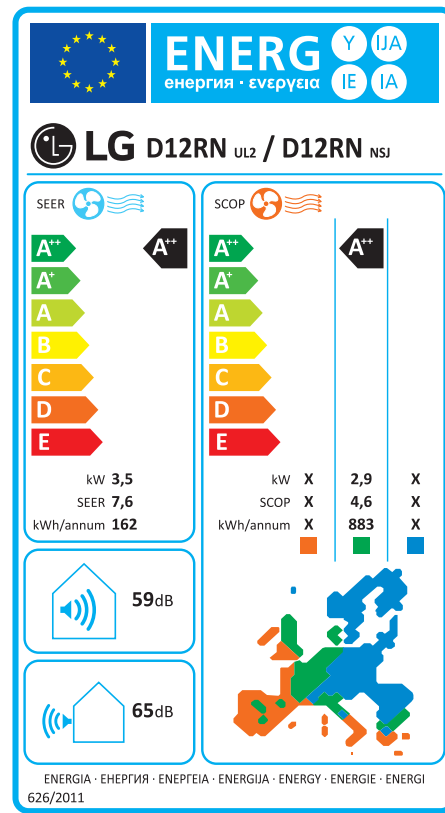 ENERG Y IJA
енергия · ενεργεια IE IA
LG D12RN UL2 / D12RN NSJ
SEER
A++ A++
A+
A
B
C
D
E
kW 3,5
SEER 7,6
kWh/annum 162
SCOP
A++ A++
A+
A
B
C
D
E
kW X 2,9 X
SCOP X 4,6 X
kWh/annum X 883 X
59dB
65dB
ENERGIA · ЕНЕРГИЯ · ΕΝΕΡΓΕΙΑ · ENERGIJA · ENERGY · ENERGIE · ENERGI
626/2011